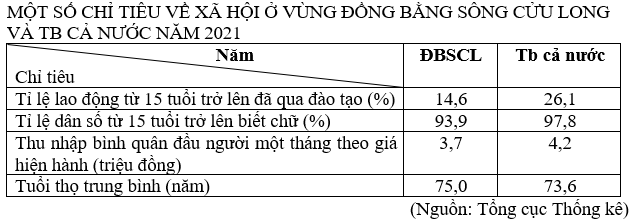 MỘT SỐ CHỈ TIÊU VỀ XÃ HỘI Ở VÙNG ĐỒNG BẰNG SÔNG CỬU LONG
VÀ TB CẢ NƯỚC NĂM 2021
Năm ĐBSCL Tb cả nước
Chỉ tiêu
Tỉ lệ lao động từ 15 tuổi trở lên đã qua đào tạo (%) 14,6 26,1
Tỉ lệ dân số từ 15 tuổi trở lên biết chữ (%) 93,9 97,8
Thu nhập bình quân đầu người một tháng theo giá
hiện hành (triệu đồng) 3,7 4,2
Tuổi thọ trung bình (năm) 75,0 73,6
(Nguồn: Tổng cục Thống kê)